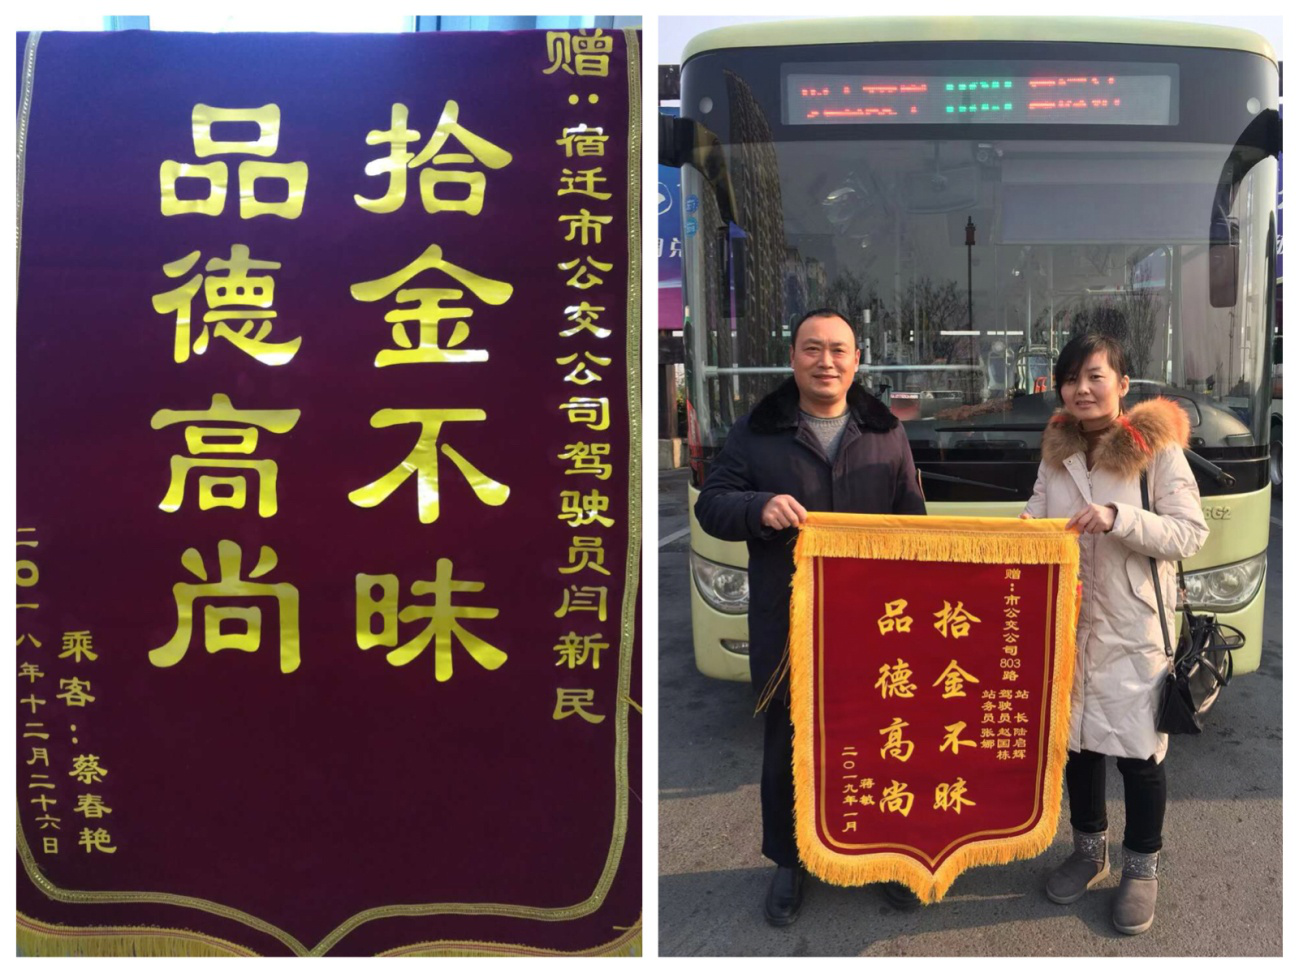 赠：宿迁市公交公司驾驶员闫新民
拾金不昧
品德高尚
乘客：蔡春艳
二〇一八年十二月二十六日
6G2
赠：市公交公司803路
站长陆启辉
驾驶员赵国栋
站务员张娜
拾金不昧
品德高尚
蒋敏
二〇一九年一月